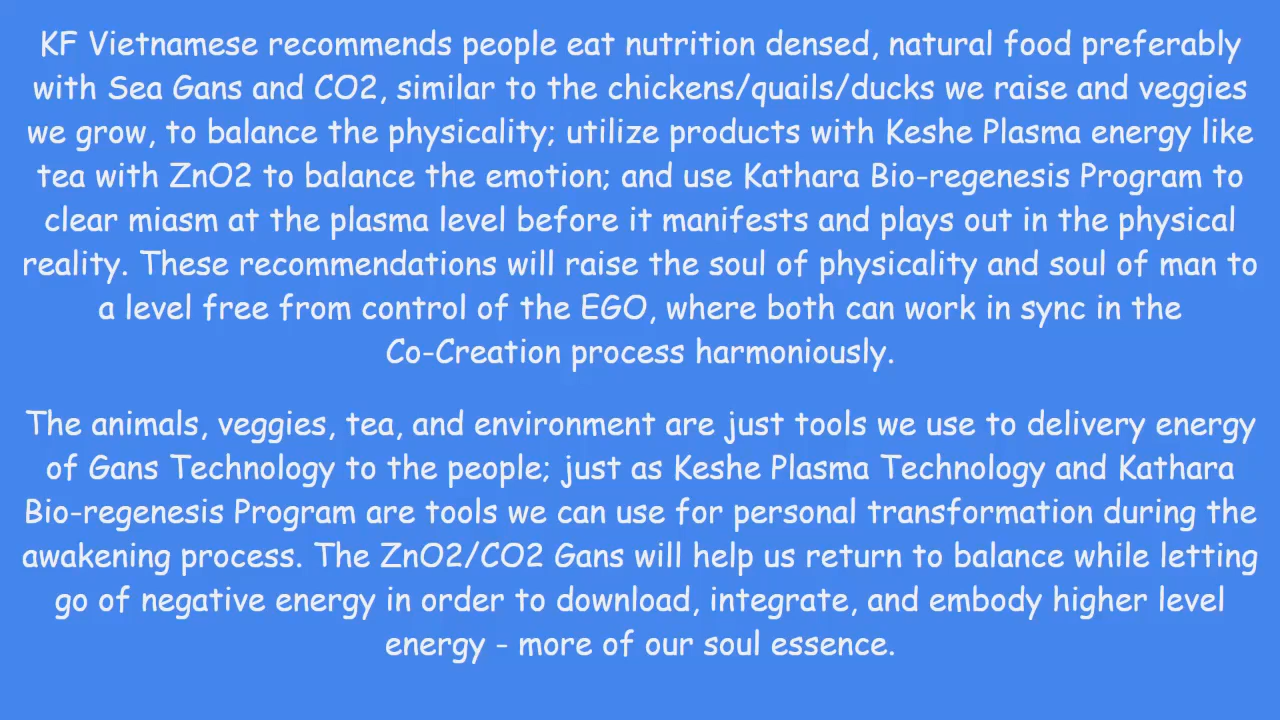 KF Vietnamese recommends people eat nutrition densed, natural food preferably
with Sea Gans and CO2, similar to the chickens/quails/ducks we raise and veggies
we grow, to balance the physicality; utilize products with Keshe Plasma energy like
tea with ZnO2 to balance the emotion; and use Kathara Bio-regenesis Program to
clear miasm at the plasma level before it manifests and plays out in the physical
reality. These recommendations will raise the soul of physicality and soul of man to
a level free from control of the EGO, where both can work in sync in the
Co-Creation process harmoniously.
The animals, veggies, tea, and environment are just tools we use to delivery energy
of Gans Technology to the people; just as Keshe Plasma Technology and Kathara
Bio-regenesis Program are tools we can use for personal transformation during the
awakening process. The ZnO2/CO2 Gans will help us return to balance while letting
go of negative energy in order to download, integrate, and embody higher level
energy - more of our soul essence.